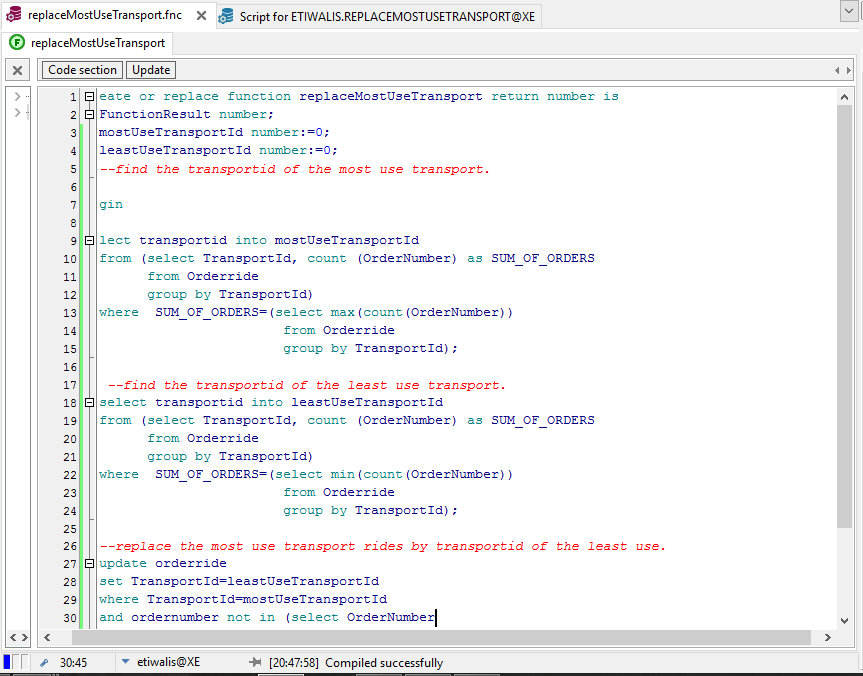 replaceMostUseTransport.fnc
Script for ETIWALIS.REPLACEMOSTUSETRANSPORT@XE
F replaceMostUseTransport
Code section Update
1 eate or replace function replaceMostUseTransport return number is
2 FunctionResult number;
3 mostUseTransportId number:=0;
4 leastUseTransportId number:=0;
5 --find the transportid of the most use transport.
6
7 gin
8
9 lect transportid into mostUseTransportId
10 from (select TransportId, count (OrderNumber) as SUM_OF_ORDERS
11 from Orderride
12 group by TransportId)
13 where SUM_OF_ORDERS=(select max(count(OrderNumber))
14 from Orderride
15 group by TransportId);
16
17 --find the transportid of the least use transport.
18 select transportid into leastUseTransportId
19 from (select TransportId, count (OrderNumber) as SUM_OF_ORDERS
20 from Orderride
21 group by TransportId)
22 where SUM_OF_ORDERS=(select min(count(OrderNumber))
23 from Orderride
24 group by TransportId);
25
26 --replace the most use transport rides by transportid of the least use.
27 update orderride
28 set TransportId=leastUseTransportId
29 where TransportId=mostUseTransportId
30 and ordernumber not in (select OrderNumber
30:45 etiwalis@XE [20:47:58] Compiled successfully